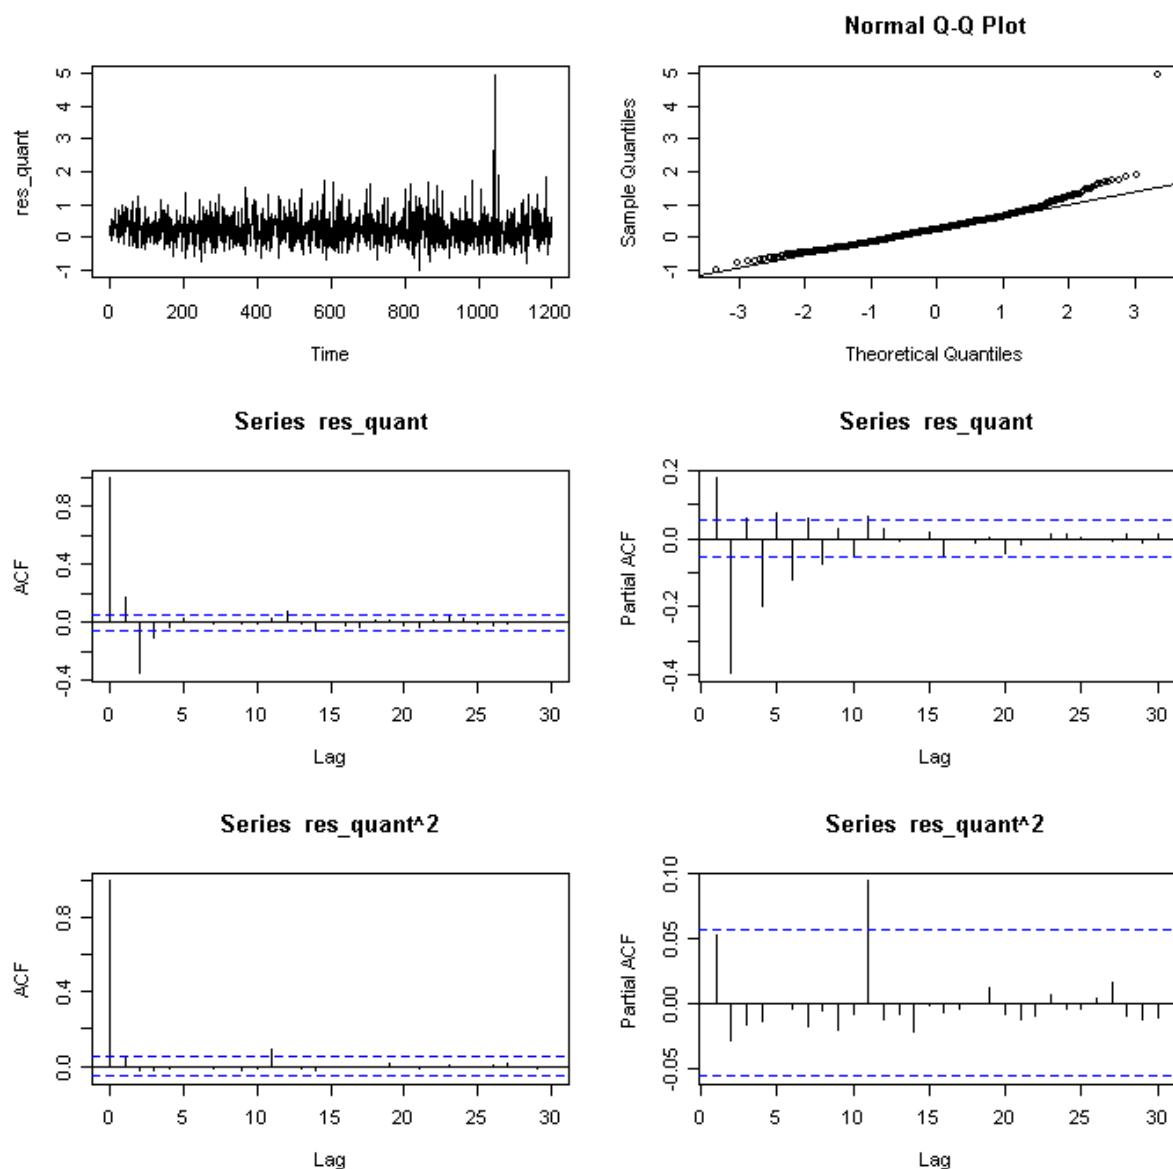 Normal Q-Q Plot
res_quant
5
4
3
2
1
0
-1
0 200 400 600 800 1000 1200
Time
Sample Quantiles
5
4
3
2
1
0
-1
-3 -2 -1 0 1 2 3
Theoretical Quantiles
Series res_quant
ACF
0.8
0.4
0.0
-0.4
0 5 10 15 20 25 30
Lag
Series res_quant
Partial ACF
0.2
0.0
-0.2
-0.4
0 5 10 15 20 25 30
Lag
Series res_quant^2
ACF
0.8
0.4
0.0
0 5 10 15 20 25 30
Lag
Series res_quant^2
Partial ACF
0.10
0.05
0.00
-0.05
0 5 10 15 20 25 30
Lag